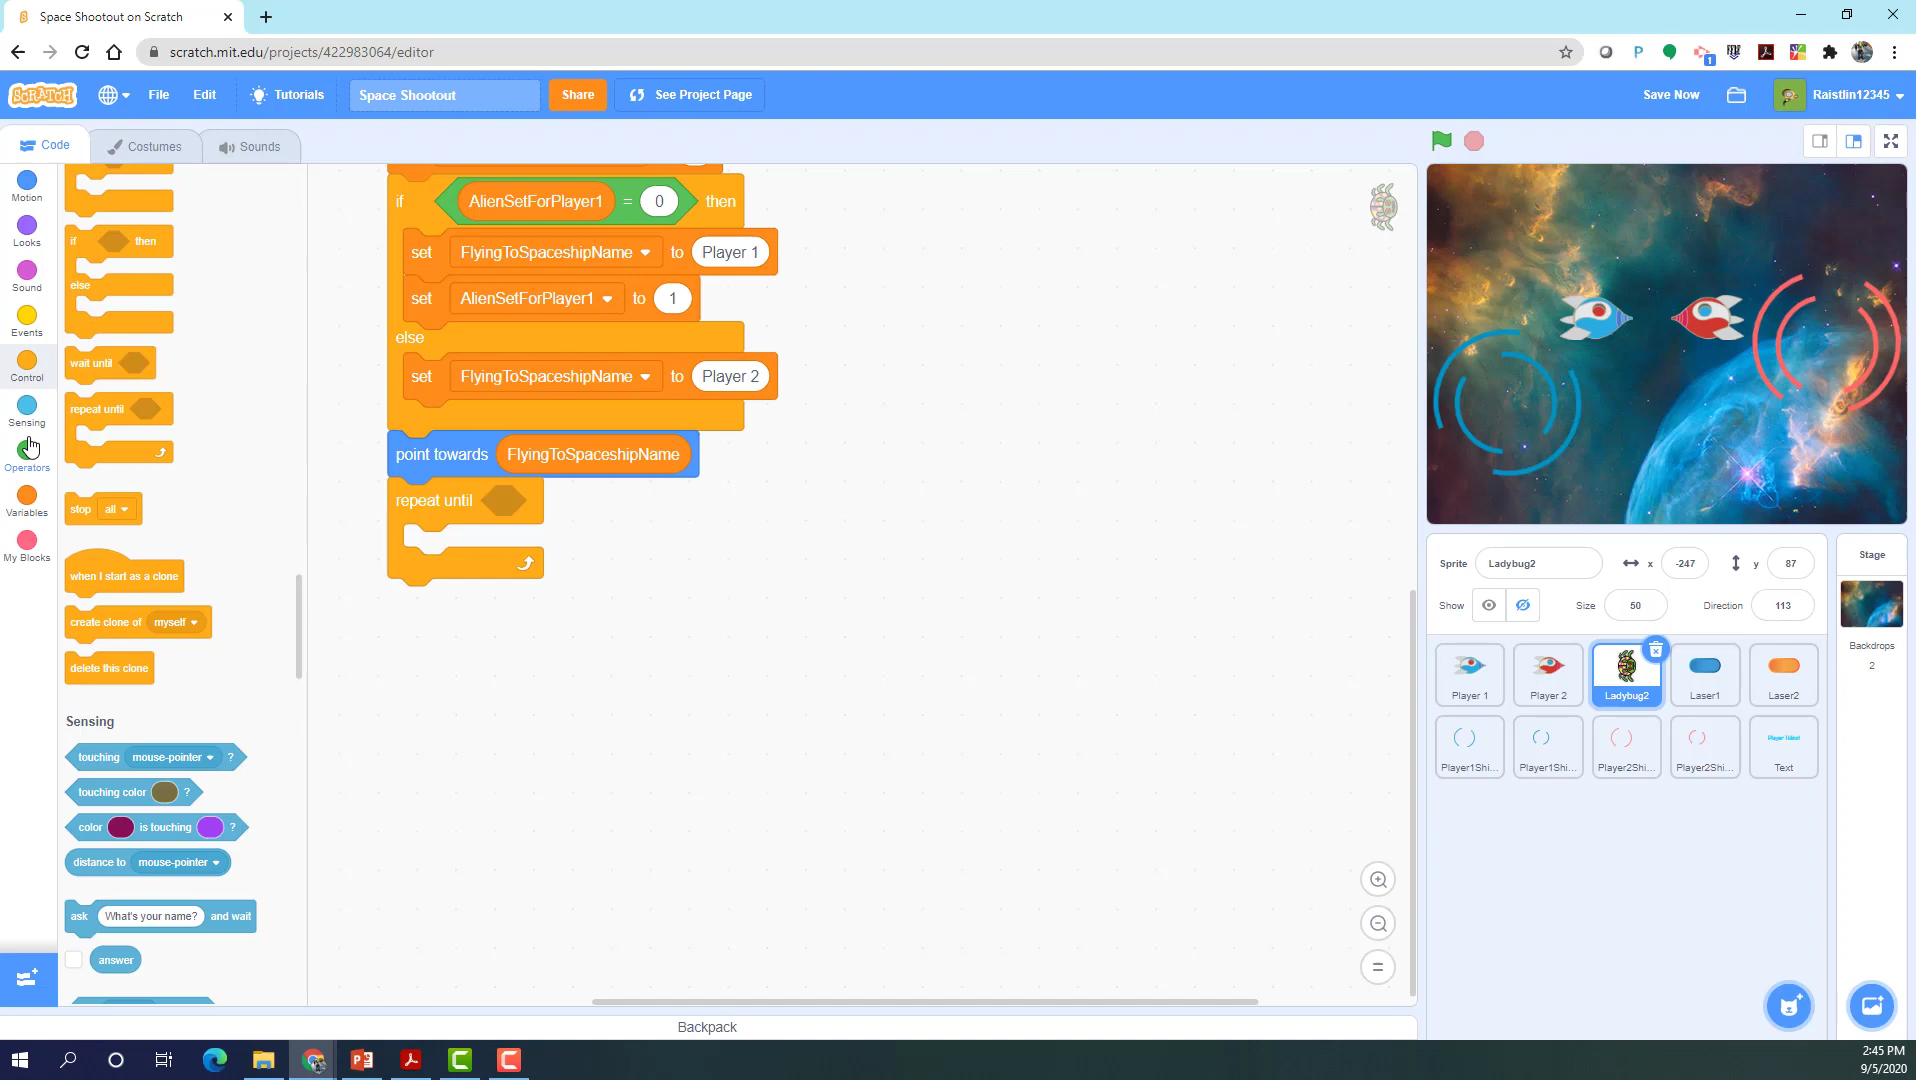 Space Shootout on Scratch
scratch.mit.edu/projects/422983064/editor
1
SCRATCH
File
Edit
Tutorials
Space Shootout
Share
See Project Page
Save Now
Raistlin12345
Code
Costumes
Sounds
Motion
Looks
Sound
Events
Control
Sensing
Operators
Variables
My Blocks
if then
else
wait until
repeat until
stop all
when I start as a clone
create clone of myself
delete this clone
Sensing
touching mouse-pointer ?
touching color ?
color is touching ?
distance to mouse-pointer
ask What's your name? and wait
answer
if AlienSetForPlayer1 = 0 then
set FlyingToSpaceshipName to Player 1
set AlienSetForPlayer1 to 1
else
set FlyingToSpaceshipName to Player 2
point towards FlyingToSpaceshipName
repeat until
Backpack
Sprite Ladybug2 x -247 y 87
Show Size 50 Direction 113
Player 1
Player 2
Ladybug2
Laser1
Laser2
Player1Shi...
Player1Shi...
Player2Shi...
Player2Shi...
Text
Stage
Backdrops
2
2:45 PM
9/5/2020